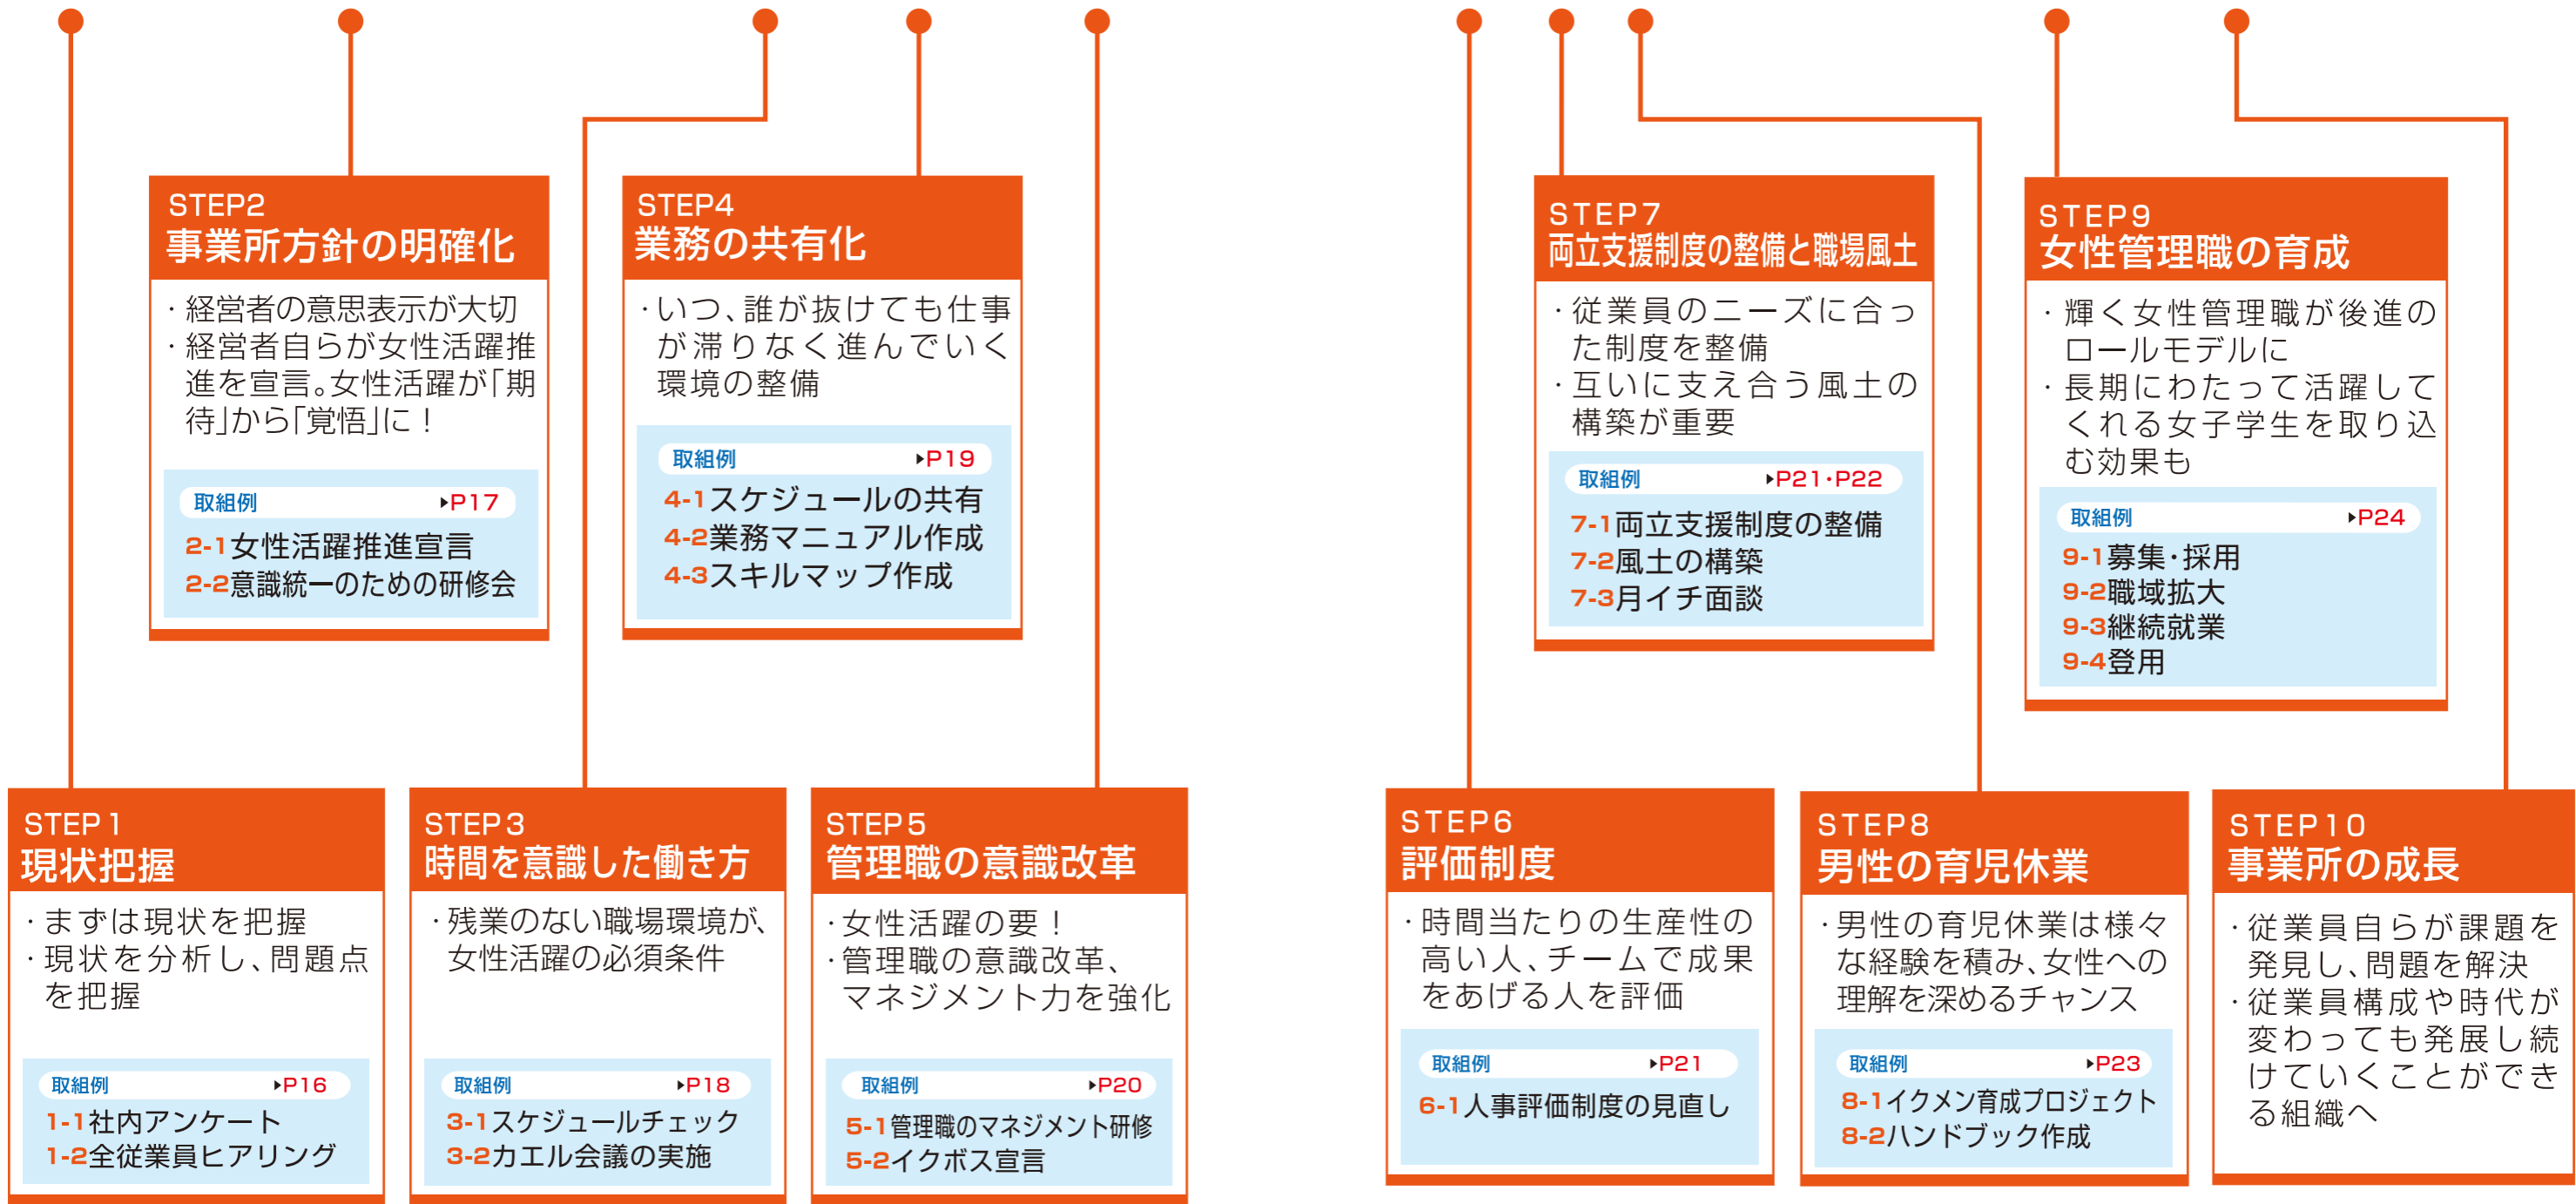 STEP2
事業所方針の明確化
・経営者の意思表示が大切
・経営者自らが女性活躍推
進を宣言。女性活躍が「期
待」から「覚悟」に！
取組例 ▶P17
2-1女性活躍推進宣言
2-2意識統一のための研修会
STEP4
業務の共有化
・いつ、誰が抜けても仕事
が滞りなく進んでいく
環境の整備
取組例 ▶P19
4-1スケジュールの共有
4-2業務マニュアル作成
4-3スキルマップ作成
STEP7
両立支援制度の整備と職場風土
・従業員のニーズに合っ
た制度を整備
・互いに支え合う風土の
構築が重要
取組例 ▶P21・P22
7-1両立支援制度の整備
7-2風土の構築
7-3月イチ面談
STEP9
女性管理職の育成
・輝く女性管理職が後進の
ロールモデルに
・長期にわたって活躍して
くれる女子学生を取り込
む効果も
取組例 ▶P24
9-1募集・採用
9-2職域拡大
9-3継続就業
9-4登用
STEP1
現状把握
・まずは現状を把握
・現状を分析し、問題点
を把握
取組例 ▶P16
1-1社内アンケート
1-2全従業員ヒアリング
STEP3
時間を意識した働き方
・残業のない職場環境が、
女性活躍の必須条件
取組例 ▶P18
3-1スケジュールチェック
3-2カエル会議の実施
STEP5
管理職の意識改革
・女性活躍の要！
・管理職の意識改革、
マネジメント力を強化
取組例 ▶P20
5-1管理職のマネジメント研修
5-2イクボス宣言
STEP6
評価制度
・時間当たりの生産性の
高い人、チームで成果
をあげる人を評価
取組例 ▶P21
6-1人事評価制度の見直し
STEP8
男性の育児休業
・男性の育児休業は様々
な経験を積み、女性への
理解を深めるチャンス
取組例 ▶P23
8-1イクメン育成プロジェクト
8-2ハンドブック作成
STEP10
事業所の成長
・従業員自らが課題を
発見し、問題を解決
・従業員構成や時代が
変わっても発展し続
けていくことができ
る組織へ